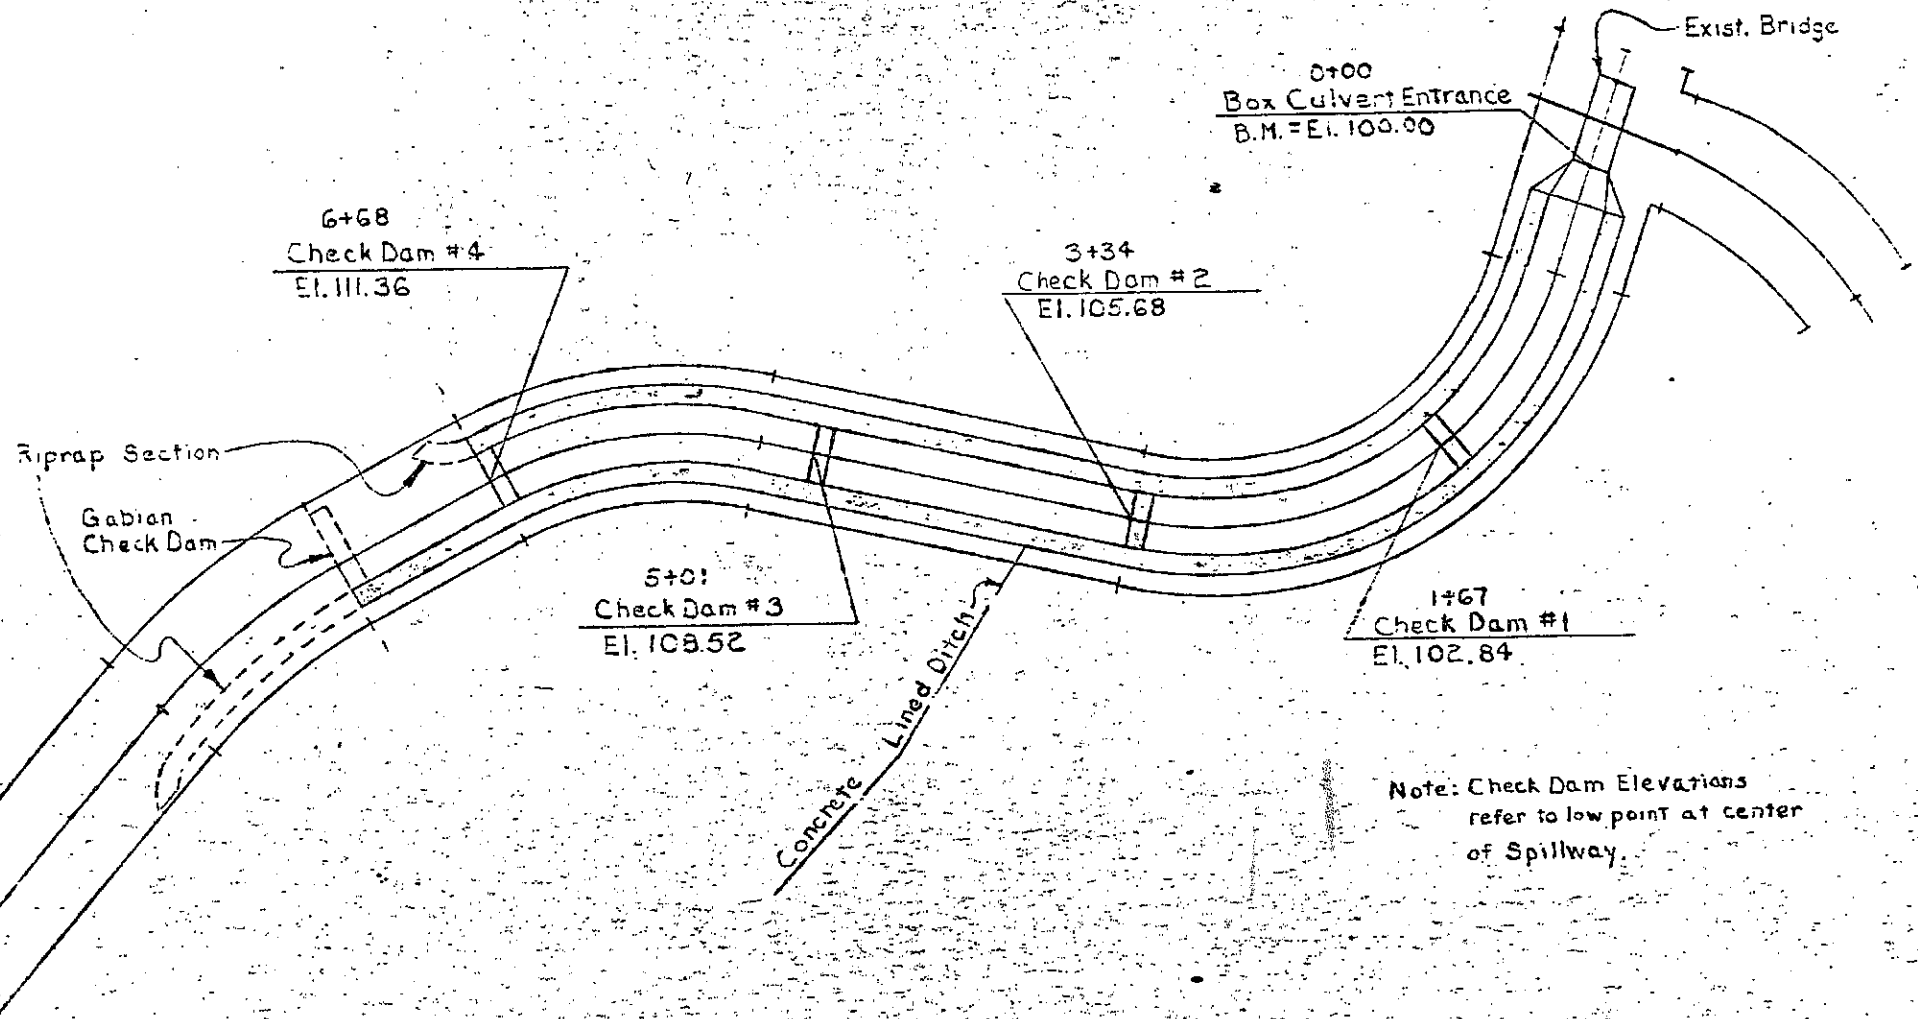 Exist. Bridge
0+00
Box Culvert Entrance
B.M. = El. 100.00
6+68
Check Dam #4
El. 111.36
3+34
Check Dam #2
El. 105.68
Riprap Section
Gabian
Check Dam
5+01
Check Dam #3
El. 108.52
1+67
Check Dam #1
El. 102.84
Concrete Lined Ditch
Note: Check Dam Elevations
refer to low point at center
of Spillway.